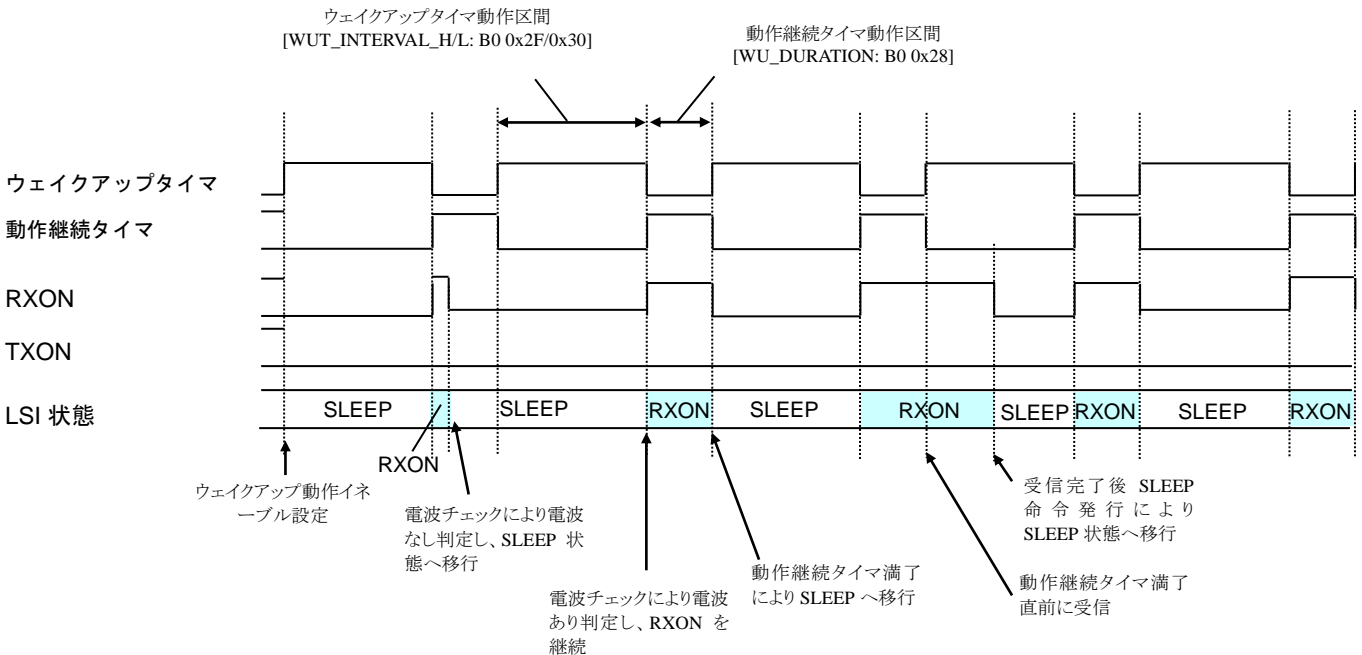 ウェイクアップタイマ動作区間
[WUT_INTERVAL_H/L: B0 0x2F/0x30]
動作継続タイマ動作区間
[WU_DURATION: B0 0x28]
ウェイクアップタイマ
動作継続タイマ
RXON
TXON
LSI 状態
SLEEP
SLEEP
RXON
SLEEP
RXON
SLEEP
RXON
SLEEP
RXON
RXON
ウェイクアップ動作イネ
ーブル設定
電波チェックにより電波
なし判定し、SLEEP 状
態へ移行
電波チェックにより電波
あり判定し、RXON を
継続
動作継続タイマ満了
により SLEEP へ移行
動作継続タイマ満了
直前に受信
受信完了後 SLEEP
命令発行により
SLEEP 状態へ移行